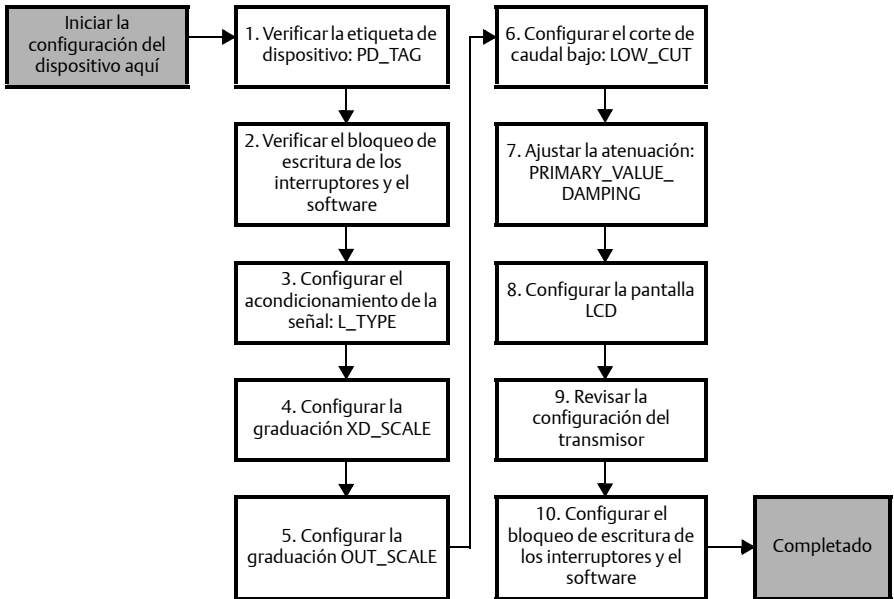 Iniciar la
configuración del
dispositivo aquí
1. Verificar la etiqueta de
dispositivo: PD_TAG
2. Verificar el bloqueo de
escritura de los
interruptores y el
software
3. Configurar el
acondicionamiento de la
señal: L_TYPE
4. Configurar la
graduación XD_SCALE
5. Configurar la
graduación OUT_SCALE
6. Configurar el corte de
caudal bajo: LOW_CUT
7. Ajustar la atenuación:
PRIMARY_VALUE_
DAMPING
8. Configurar la pantalla
LCD
9. Revisar la
configuración del
transmisor
10. Configurar el
bloqueo de escritura de
los interruptores y el
software
Completado